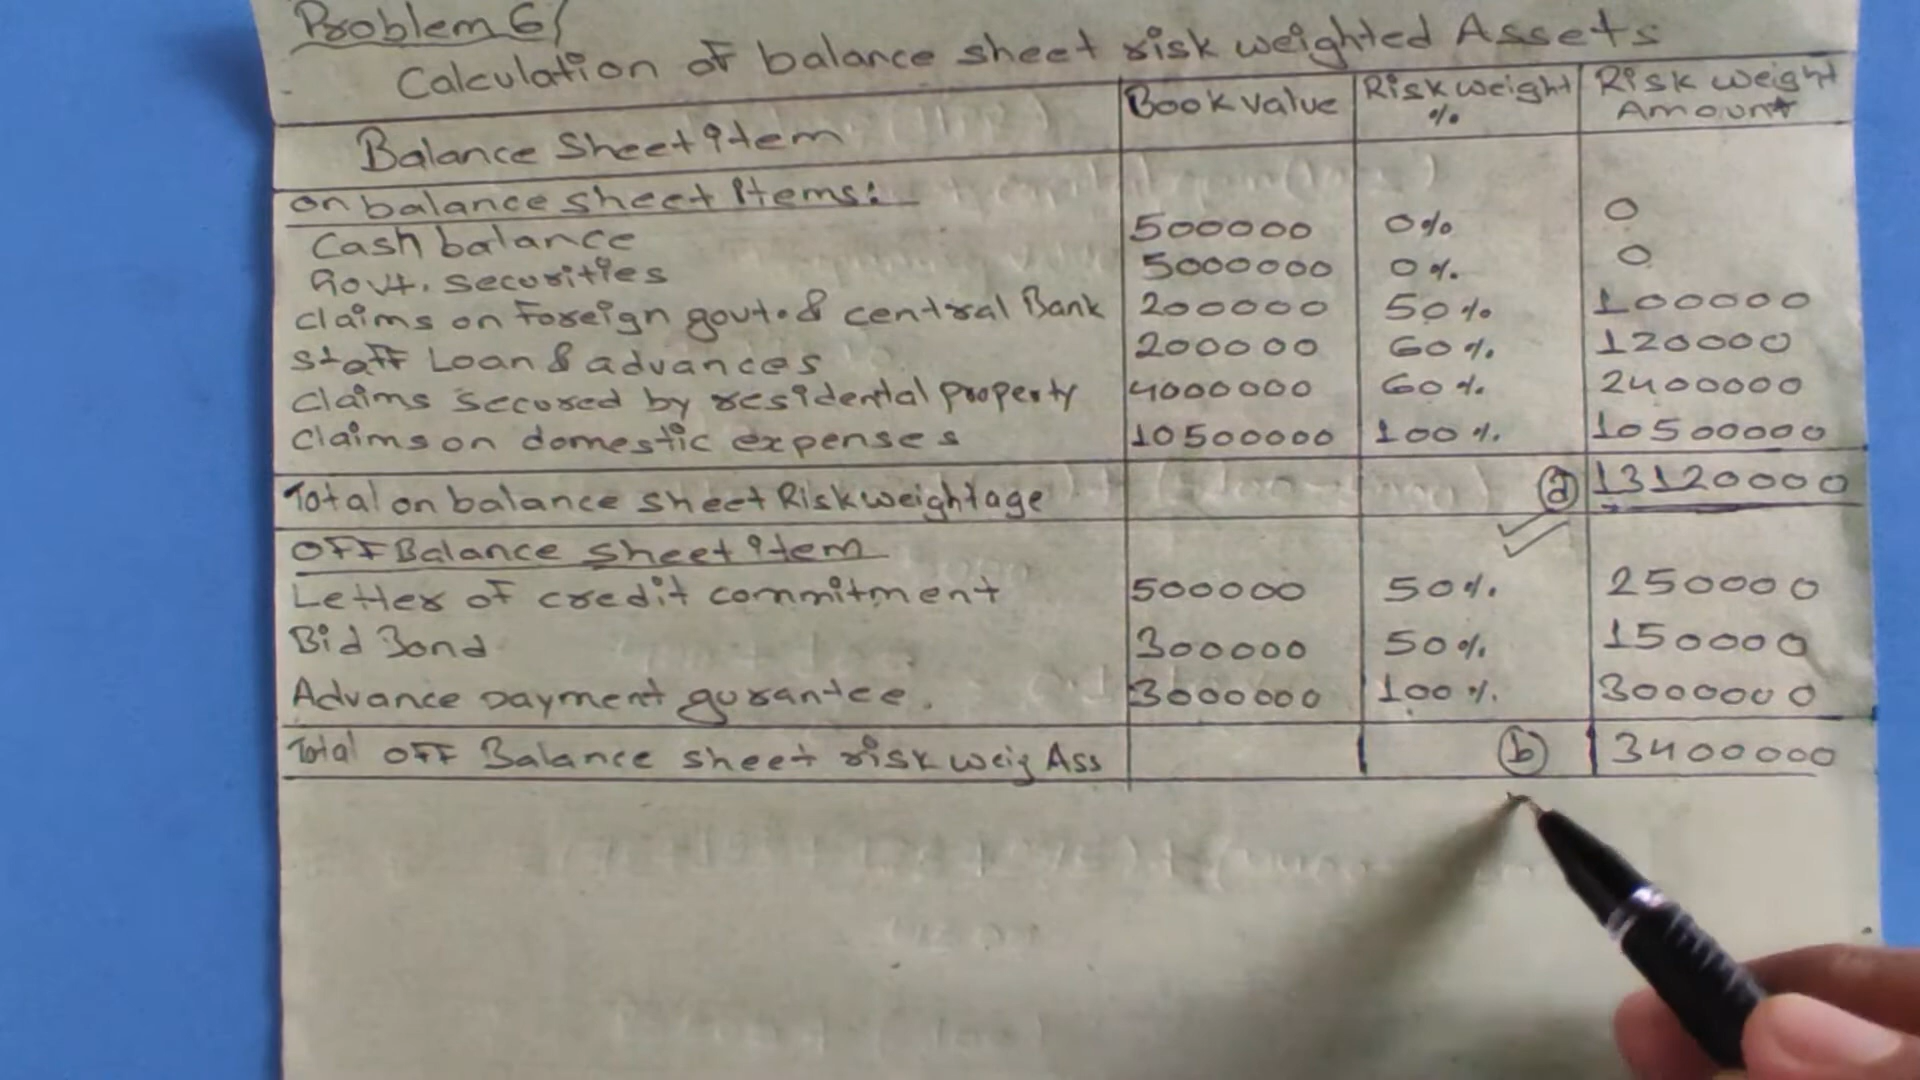 Problem 6/
Calculation of balance sheet risk weighted Assets
Balance Sheet item | Book value | Risk weight % | Risk weight Amount
on balance sheet Items:
Cash balance 500000 0% 0
Govt. securities 5000000 0% 0
claims on Foreign govt. & central Bank 200000 50% 100000
Staff Loan & advances 200000 60% 120000
claims secured by residental property 4000000 60% 2400000
claims on domestic expenses 10500000 100% 10500000
Total on balance sheet Risk weightage (a) 13120000
OFF Balance sheet item
Letter of credit commitment 500000 50% 250000
Bid Bond 300000 50% 150000
Advance payment gurantee. 3000000 100% 3000000
Total OFF Balance sheet risk weig Ass (b) 3400000